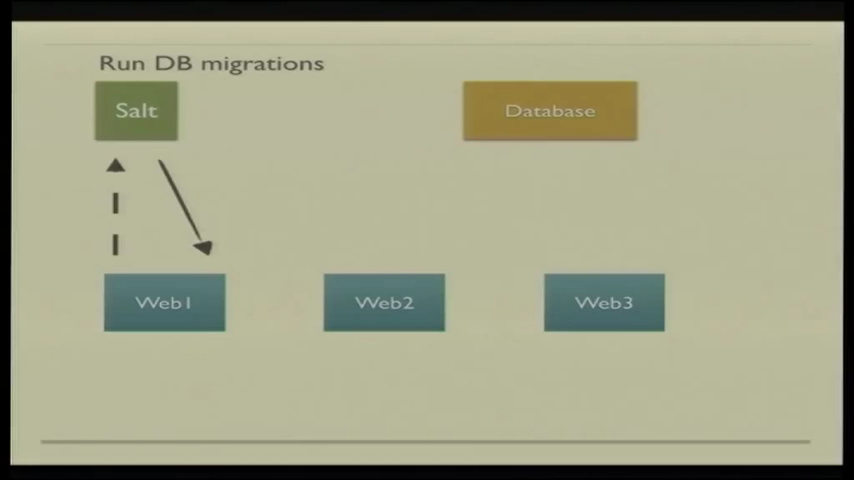 Run DB migrations
Salt
Database
Web1
Web2
Web3